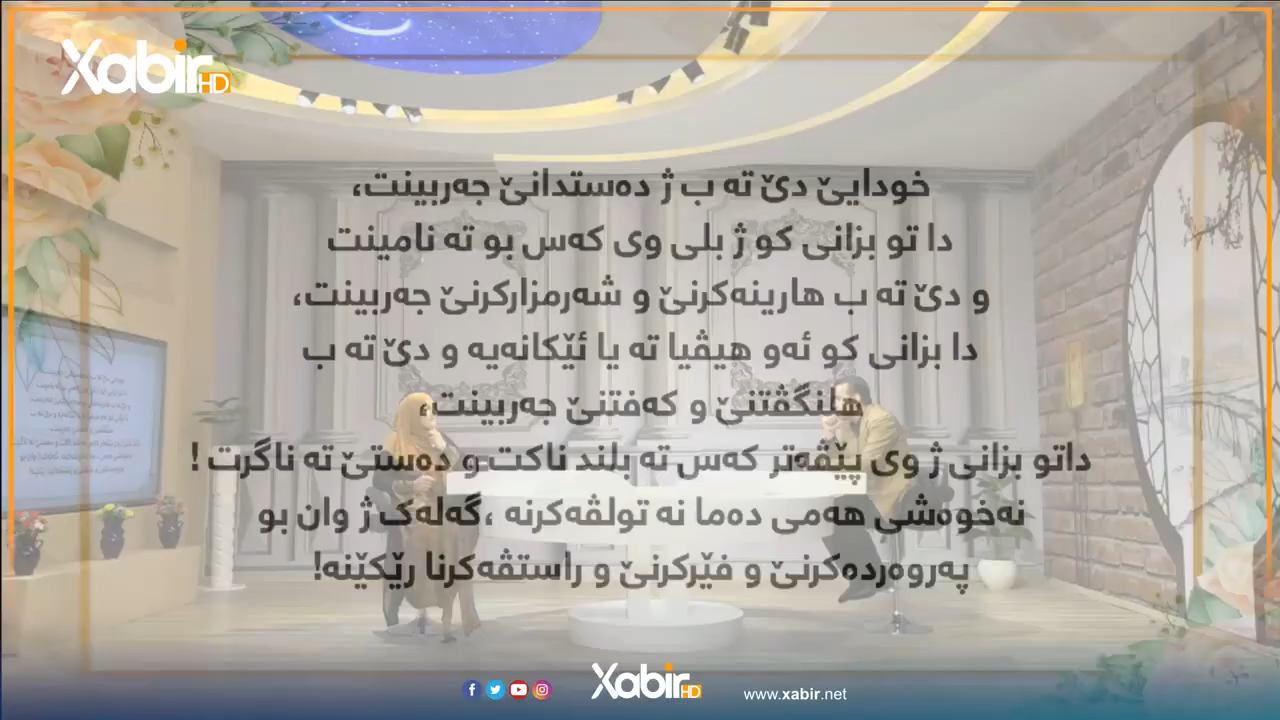 Xabir HD
خودایێ دێ تە ب ژ دەستدانێ جەربینت،
دا تو بزانی کو ژ بلی وی کەس بو تە نامینت
و دێ تە ب هارینەکرنێ و شەرمزارکرنێ جەربینت،
دا بزانی کو ئەو هیڤیا تە یا ئێکانەیە و دێ تە ب
هلنگڤتنێ و کەفتنێ جەربینت،
داتو بزانی ژ وی پێڤەتر کەس تە بلند ناکت و دەستێ تە ناگرت !
نەخوەشی هەمی دەما نە تولڤەکرنە ،گەلەک ژ وان بو
پەروەردەکرنێ و فێرکرنێ و راستڤەکرنا رێکێنە!
Xabir HD
www.xabir.net